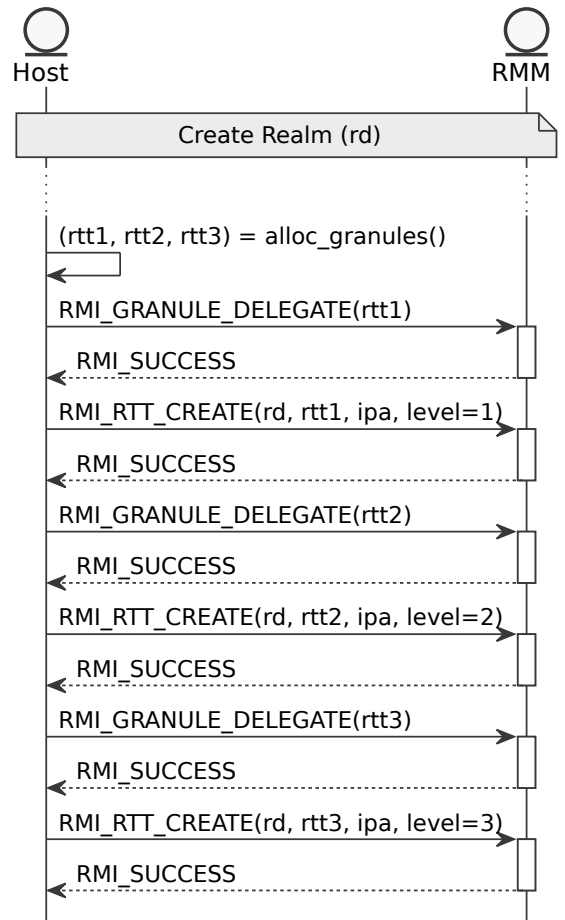 Host
RMM
Create Realm (rd)
(rtt1, rtt2, rtt3) = alloc_granules()
RMI_GRANULE_DELEGATE(rtt1)
RMI_SUCCESS
RMI_RTT_CREATE(rd, rtt1, ipa, level=1)
RMI_SUCCESS
RMI_GRANULE_DELEGATE(rtt2)
RMI_SUCCESS
RMI_RTT_CREATE(rd, rtt2, ipa, level=2)
RMI_SUCCESS
RMI_GRANULE_DELEGATE(rtt3)
RMI_SUCCESS
RMI_RTT_CREATE(rd, rtt3, ipa, level=3)
RMI_SUCCESS